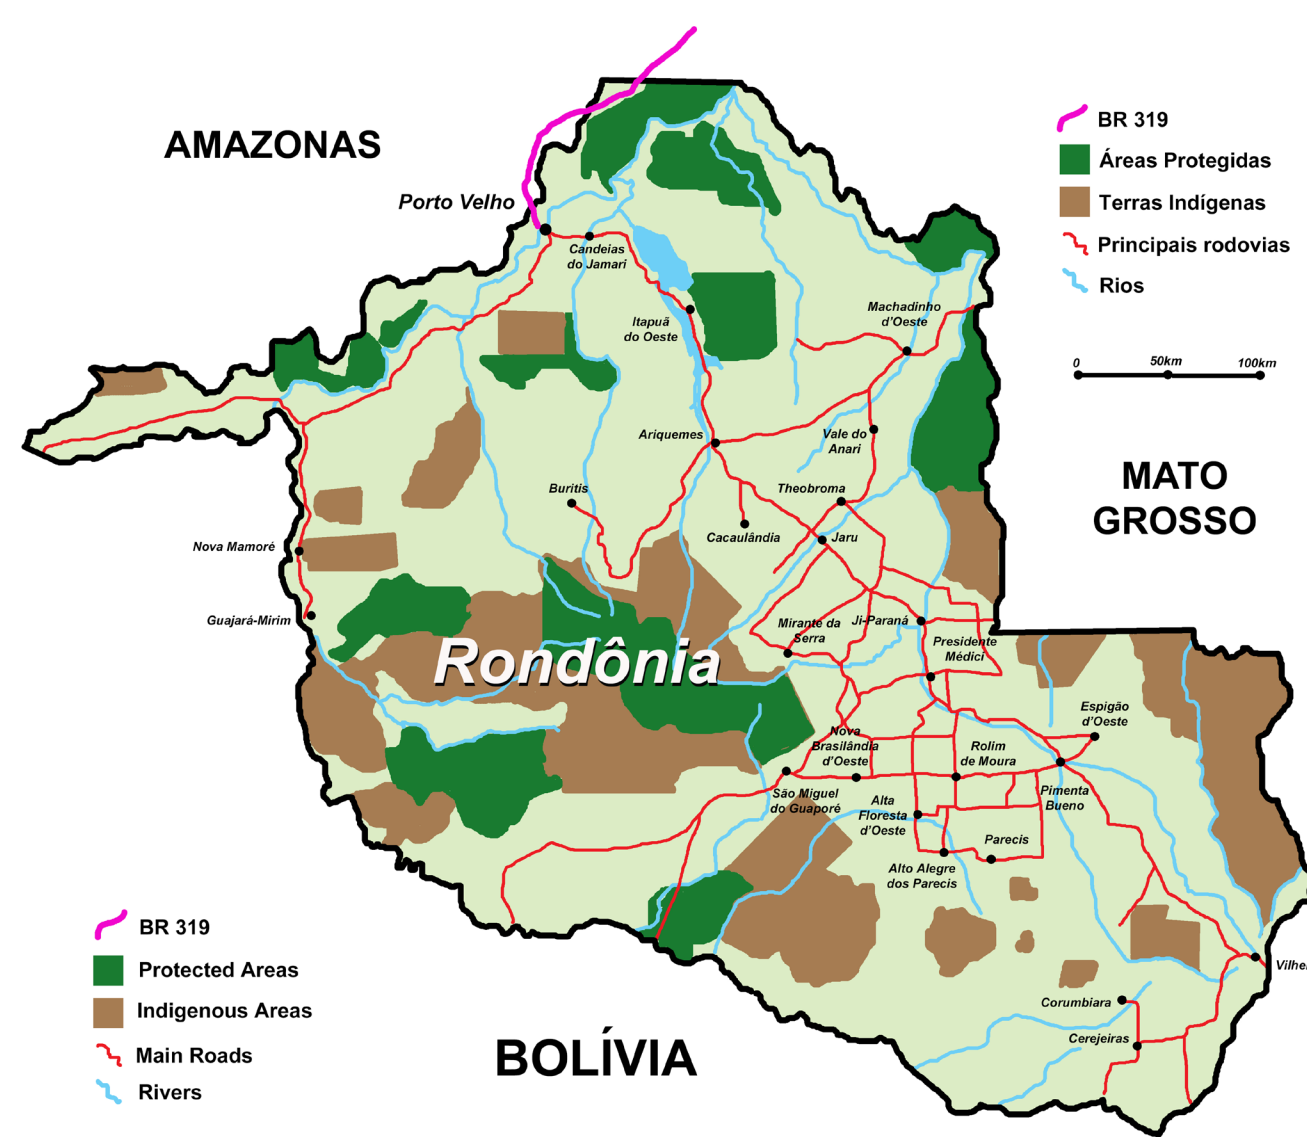 AMAZONAS
BR 319
Áreas Protegidas
Terras Indígenas
Principais rodovias
Rios
Porto Velho
Candeias
do Jamari
Itapuã
do Oeste
Machadinho
d'Oeste
0 50km 100km
Ariquemes
Vale do
Anari
MATO
GROSSO
Buritis
Theobroma
Cacaulândia
Jaru
Nova Mamoré
Guajará-Mirim
Mirante da
Serra
Ji-Paraná
Presidente
Médici
Rondônia
Espigão
d'Oeste
Nova
Brasilândia
d'Oeste
Rolim
de Moura
São Miguel
do Guaporé
Alta
Floresta
d'Oeste
Pimenta
Bueno
Parecis
Alto Alegre
dos Parecis
BR 319
Protected Areas
Indigenous Areas
Main Roads
Rivers
Vilhe
Corumbiara
Cerejeiras
BOLÍVIA